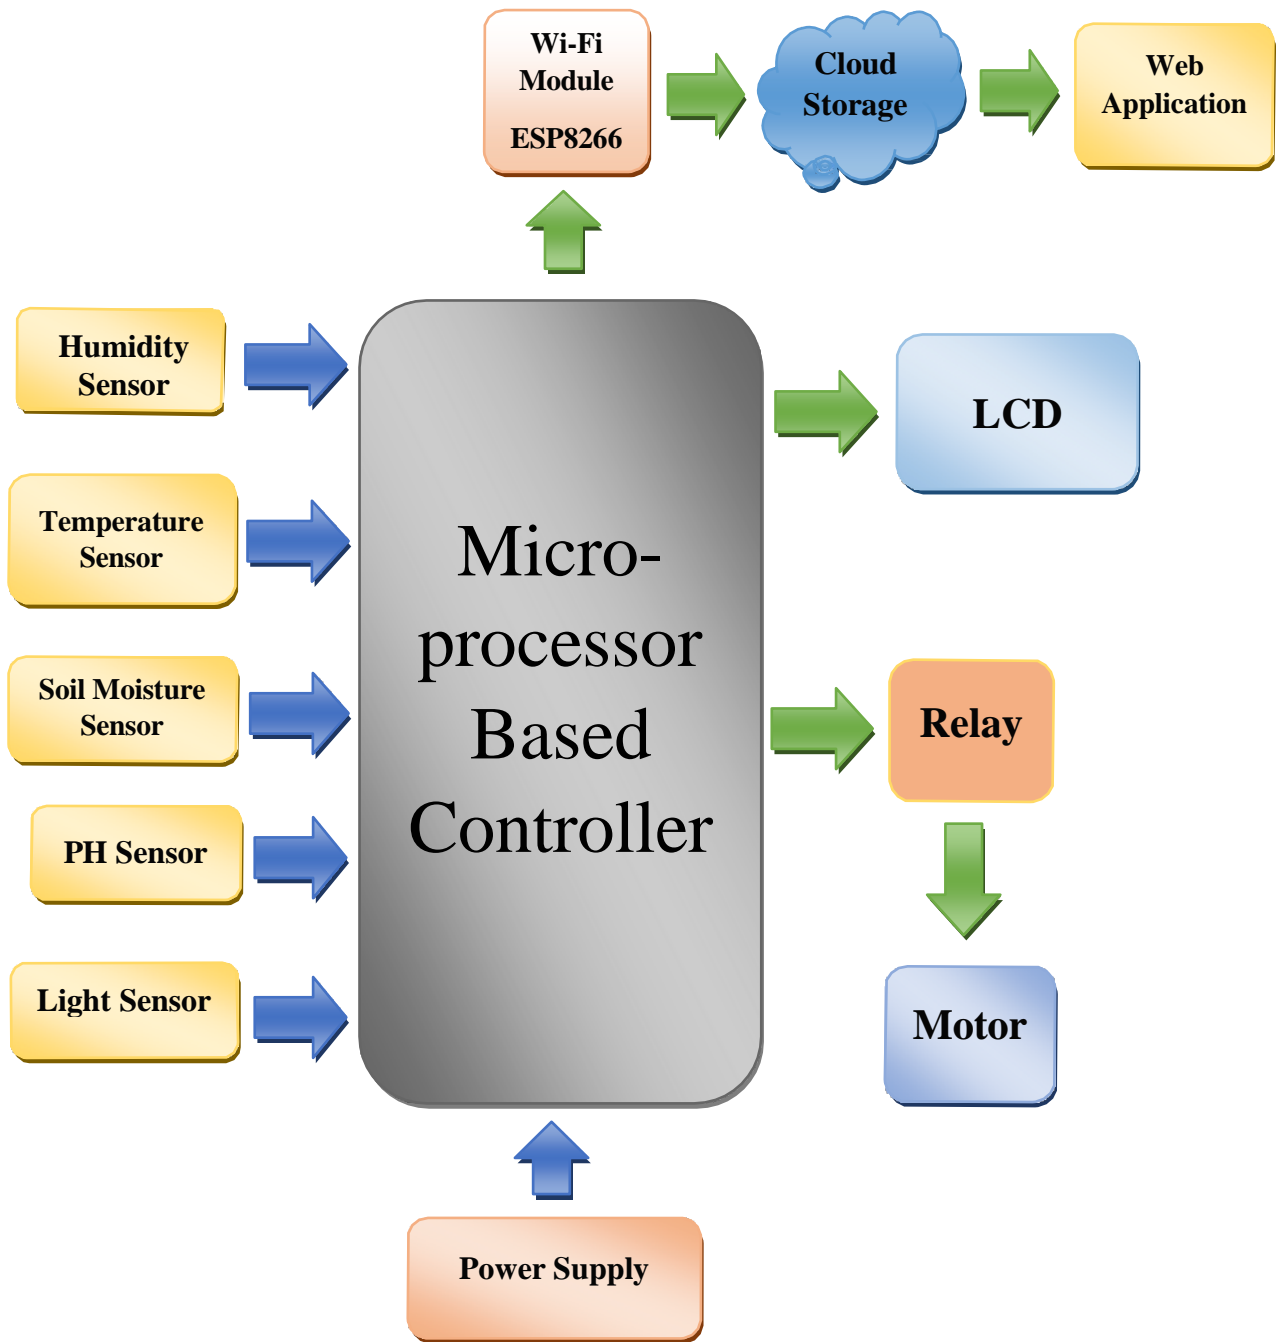 Wi-Fi
Module
ESP8266
Cloud
Storage
Web
Application
Humidity
Sensor
Temperature
Sensor
Soil Moisture
Sensor
PH Sensor
Light Sensor
Micro-
processor
Based
Controller
LCD
Relay
Motor
Power Supply